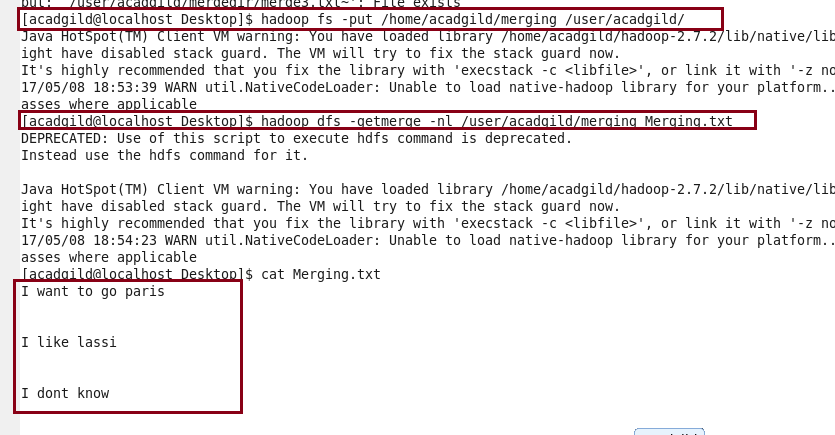 put: `/user/acadgild/mergedir/merge3.txt~': File exists
[acadgild@localhost Desktop]$ hadoop fs -put /home/acadgild/merging /user/acadgild/
Java HotSpot(TM) Client VM warning: You have loaded library /home/acadgild/hadoop-2.7.2/lib/native/lib
ight have disabled stack guard. The VM will try to fix the stack guard now.
It's highly recommended that you fix the library with 'execstack -c <libfile>', or link it with '-z no
17/05/08 18:53:39 WARN util.NativeCodeLoader: Unable to load native-hadoop library for your platform..
asses where applicable
[acadgild@localhost Desktop]$ hadoop dfs -getmerge -nl /user/acadgild/merging Merging.txt
DEPRECATED: Use of this script to execute hdfs command is deprecated.
Instead use the hdfs command for it.
Java HotSpot(TM) Client VM warning: You have loaded library /home/acadgild/hadoop-2.7.2/lib/native/lib
ight have disabled stack guard. The VM will try to fix the stack guard now.
It's highly recommended that you fix the library with 'execstack -c <libfile>', or link it with '-z no
17/05/08 18:54:23 WARN util.NativeCodeLoader: Unable to load native-hadoop library for your platform..
asses where applicable
[acadgild@localhost Desktop]$ cat Merging.txt
I want to go paris
I like lassi
I dont know